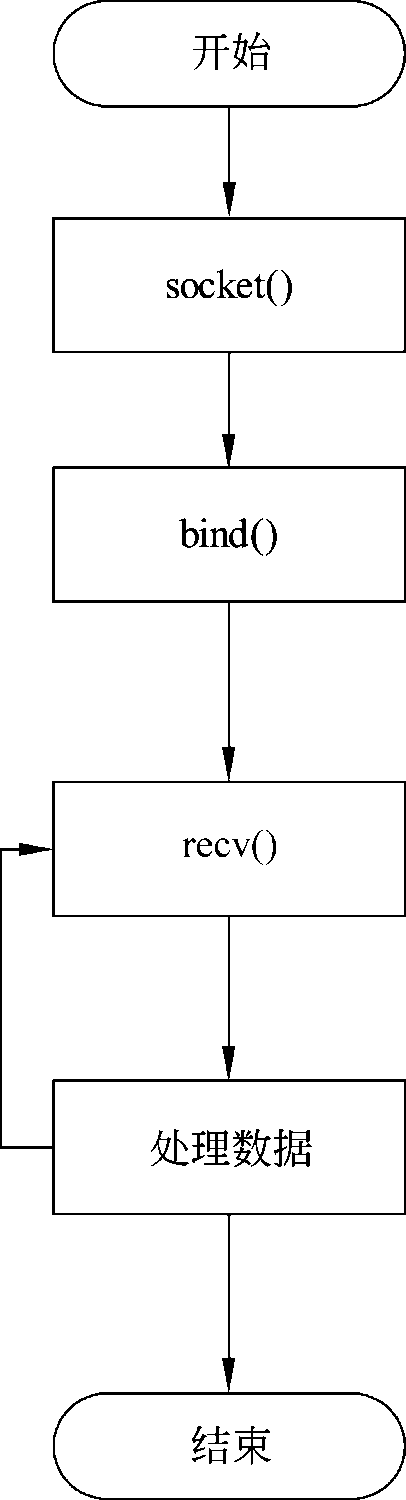 开始
socket()
bind()
recv()
处理数据
结束